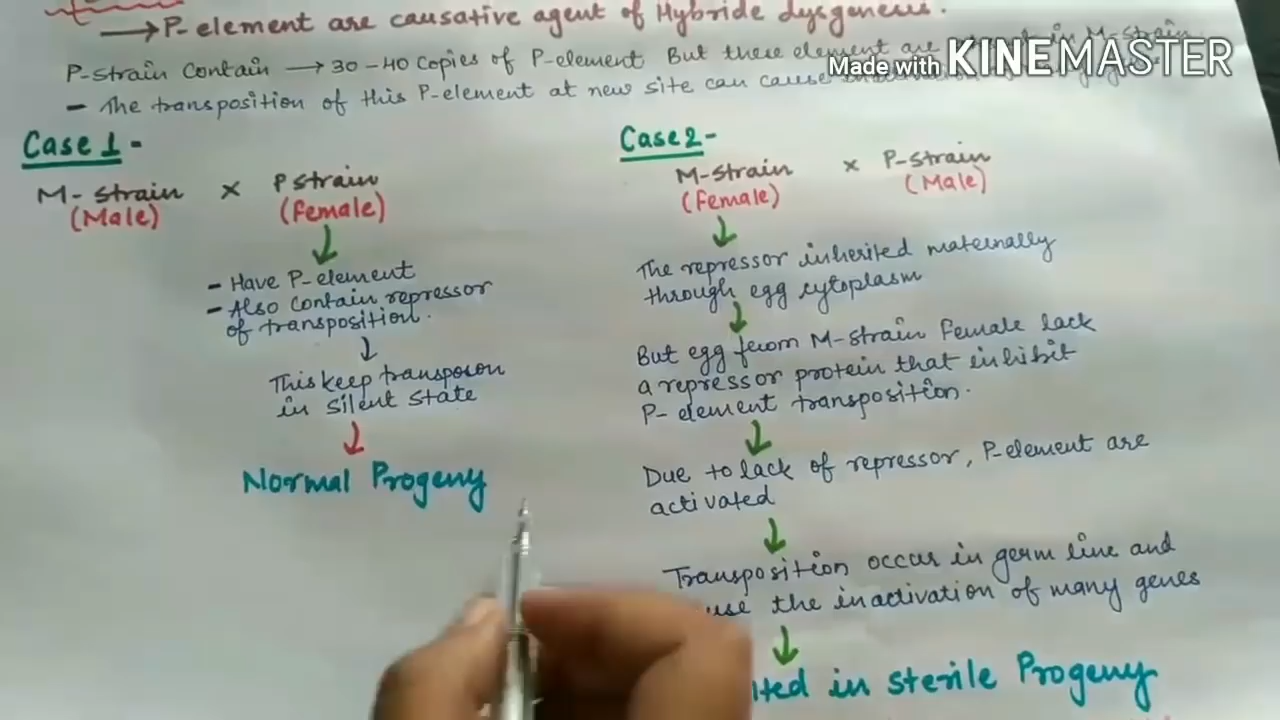 → P-element are causative agent of Hybride dysgenesis.
P-strain contain → 30-40 copies of P-element But these element are in M-strain
Made with KINEMASTER
- The transposition of this P-element at new site can cause
Case 1 -
M-Strain x P strain
(Male) (Female)
- Have P-element
- Also contain repressor
of transposition.
This keep transposon
in silent state
Normal Progeny
Case 2 -
M-strain x P-strain
(Female) (Male)
The repressor inherited maternally
through egg cytoplasm
But egg from M-strain Female lack
a repressor protein that inhibit
P-element transposition.
Due to lack of repressor, P-element are
activated
Transposition occur in germ line and
the inactivation of many genes
in sterile Progeny